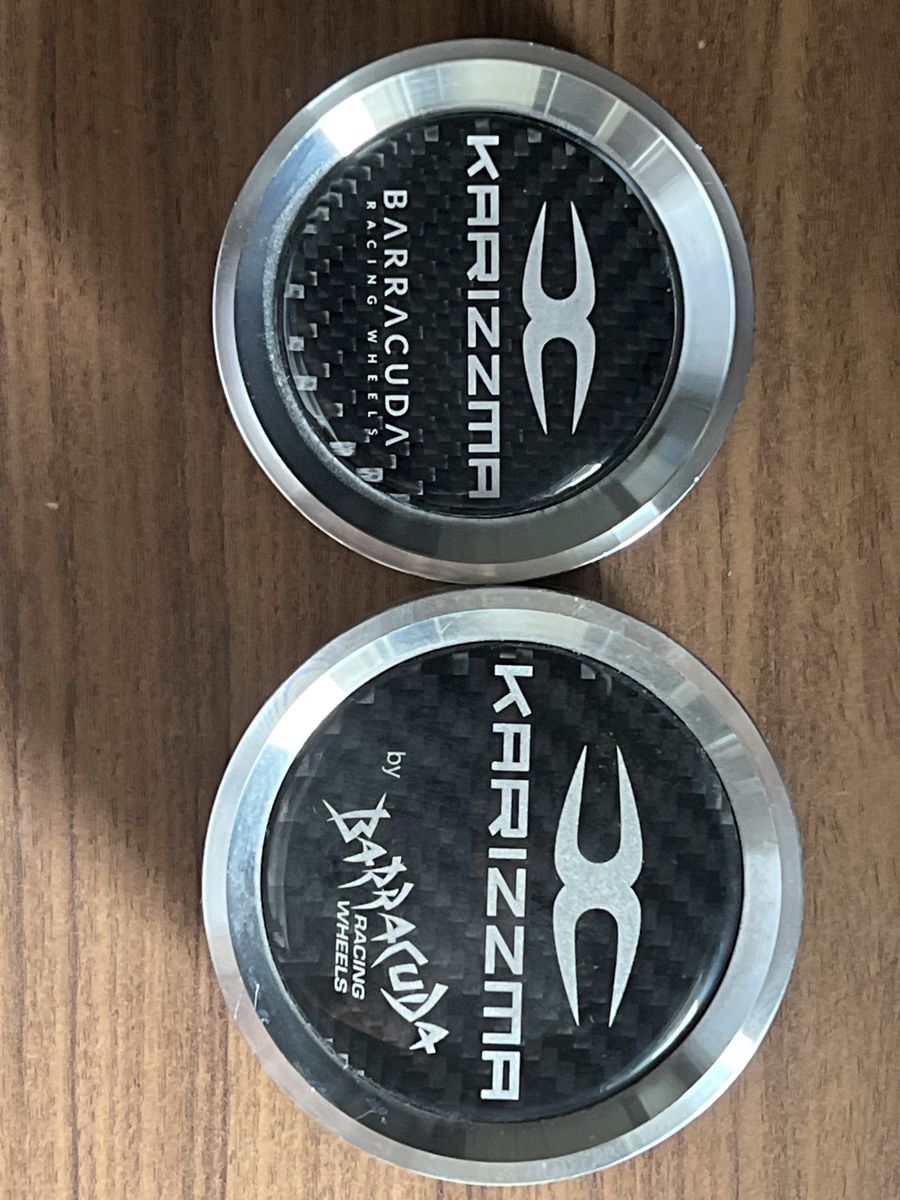 KARIZZMA
BARRACUDA
RACING WHEELS
KARIZZMA
by BARRACUDA
RACING
WHEELS